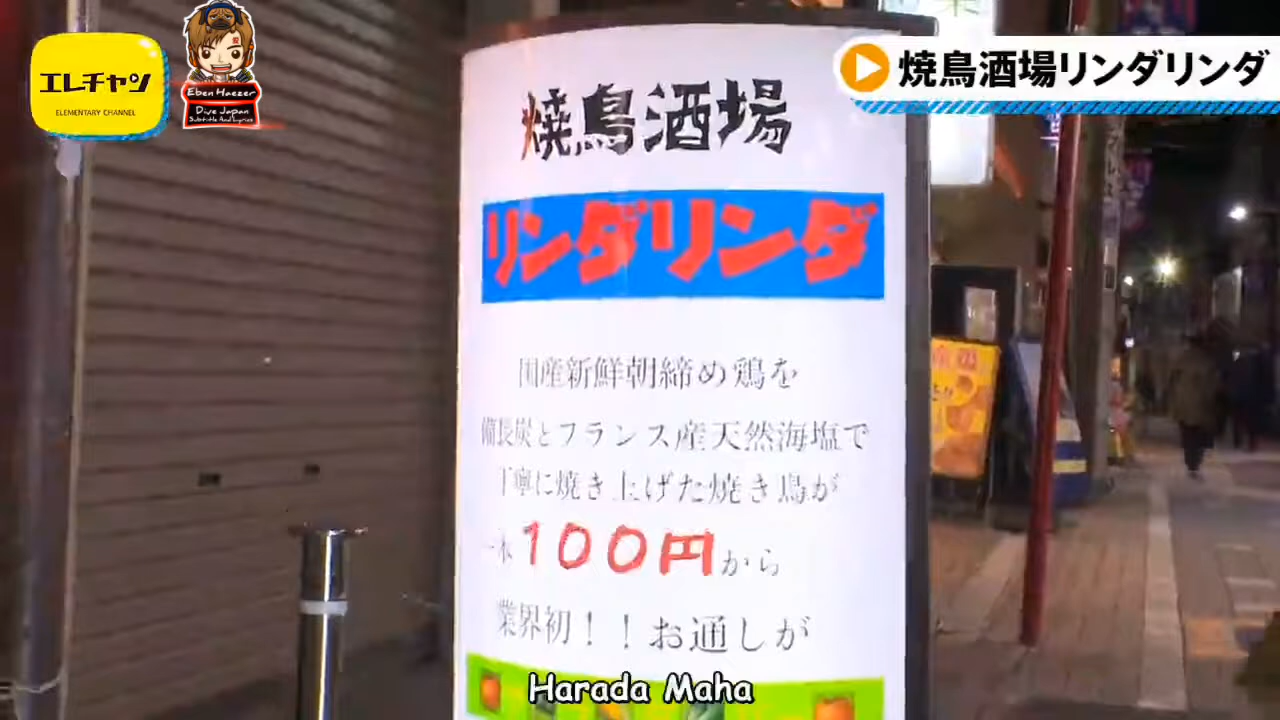 エレチャン
ELEMENTARY CHANNEL
Eben Haezer
Dive Japan
Subtitle And Lyrics
焼鳥酒場リンダリンダ
焼鳥酒場
リンダリンダ
国産新鮮朝締め鶏を
備長炭とフランス産天然海塩で
丁寧に焼き上げた焼き鳥が
一本100円から
業界初！！お通しが
Harada Maha